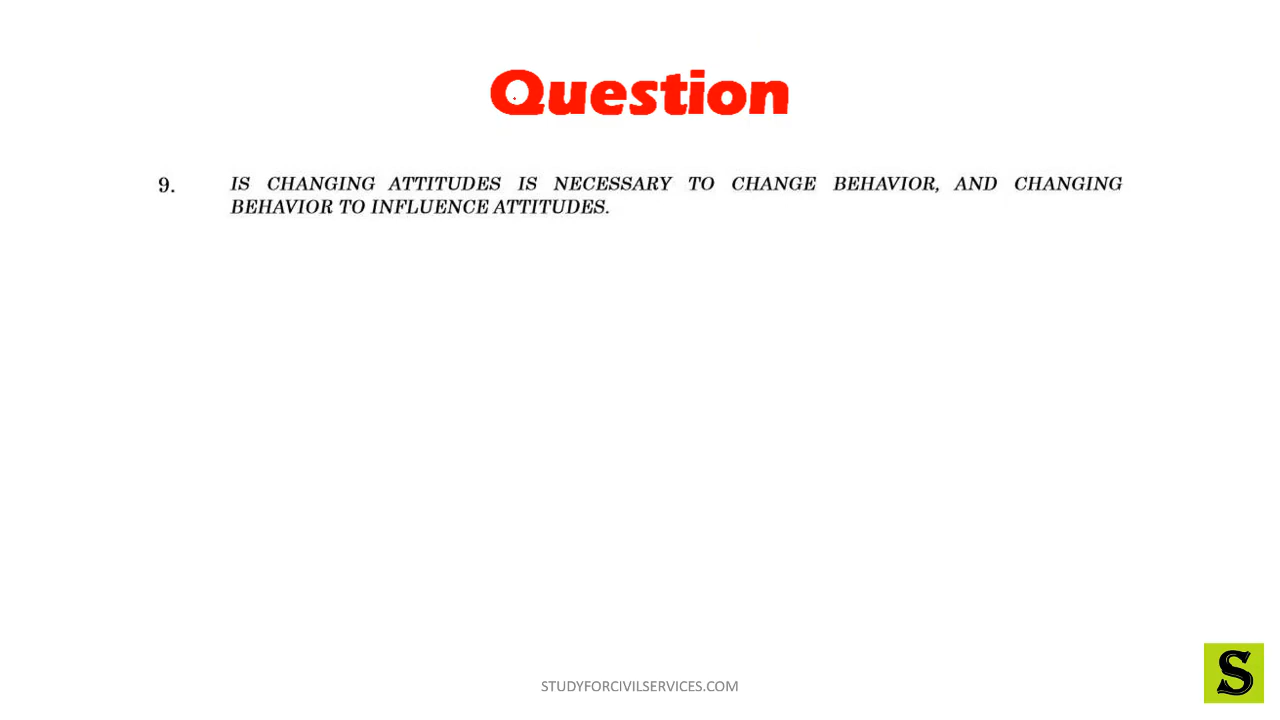 Question
9. IS CHANGING ATTITUDES IS NECESSARY TO CHANGE BEHAVIOR, AND CHANGING
BEHAVIOR TO INFLUENCE ATTITUDES.
STUDYFORCIVILSERVICES.COM
S